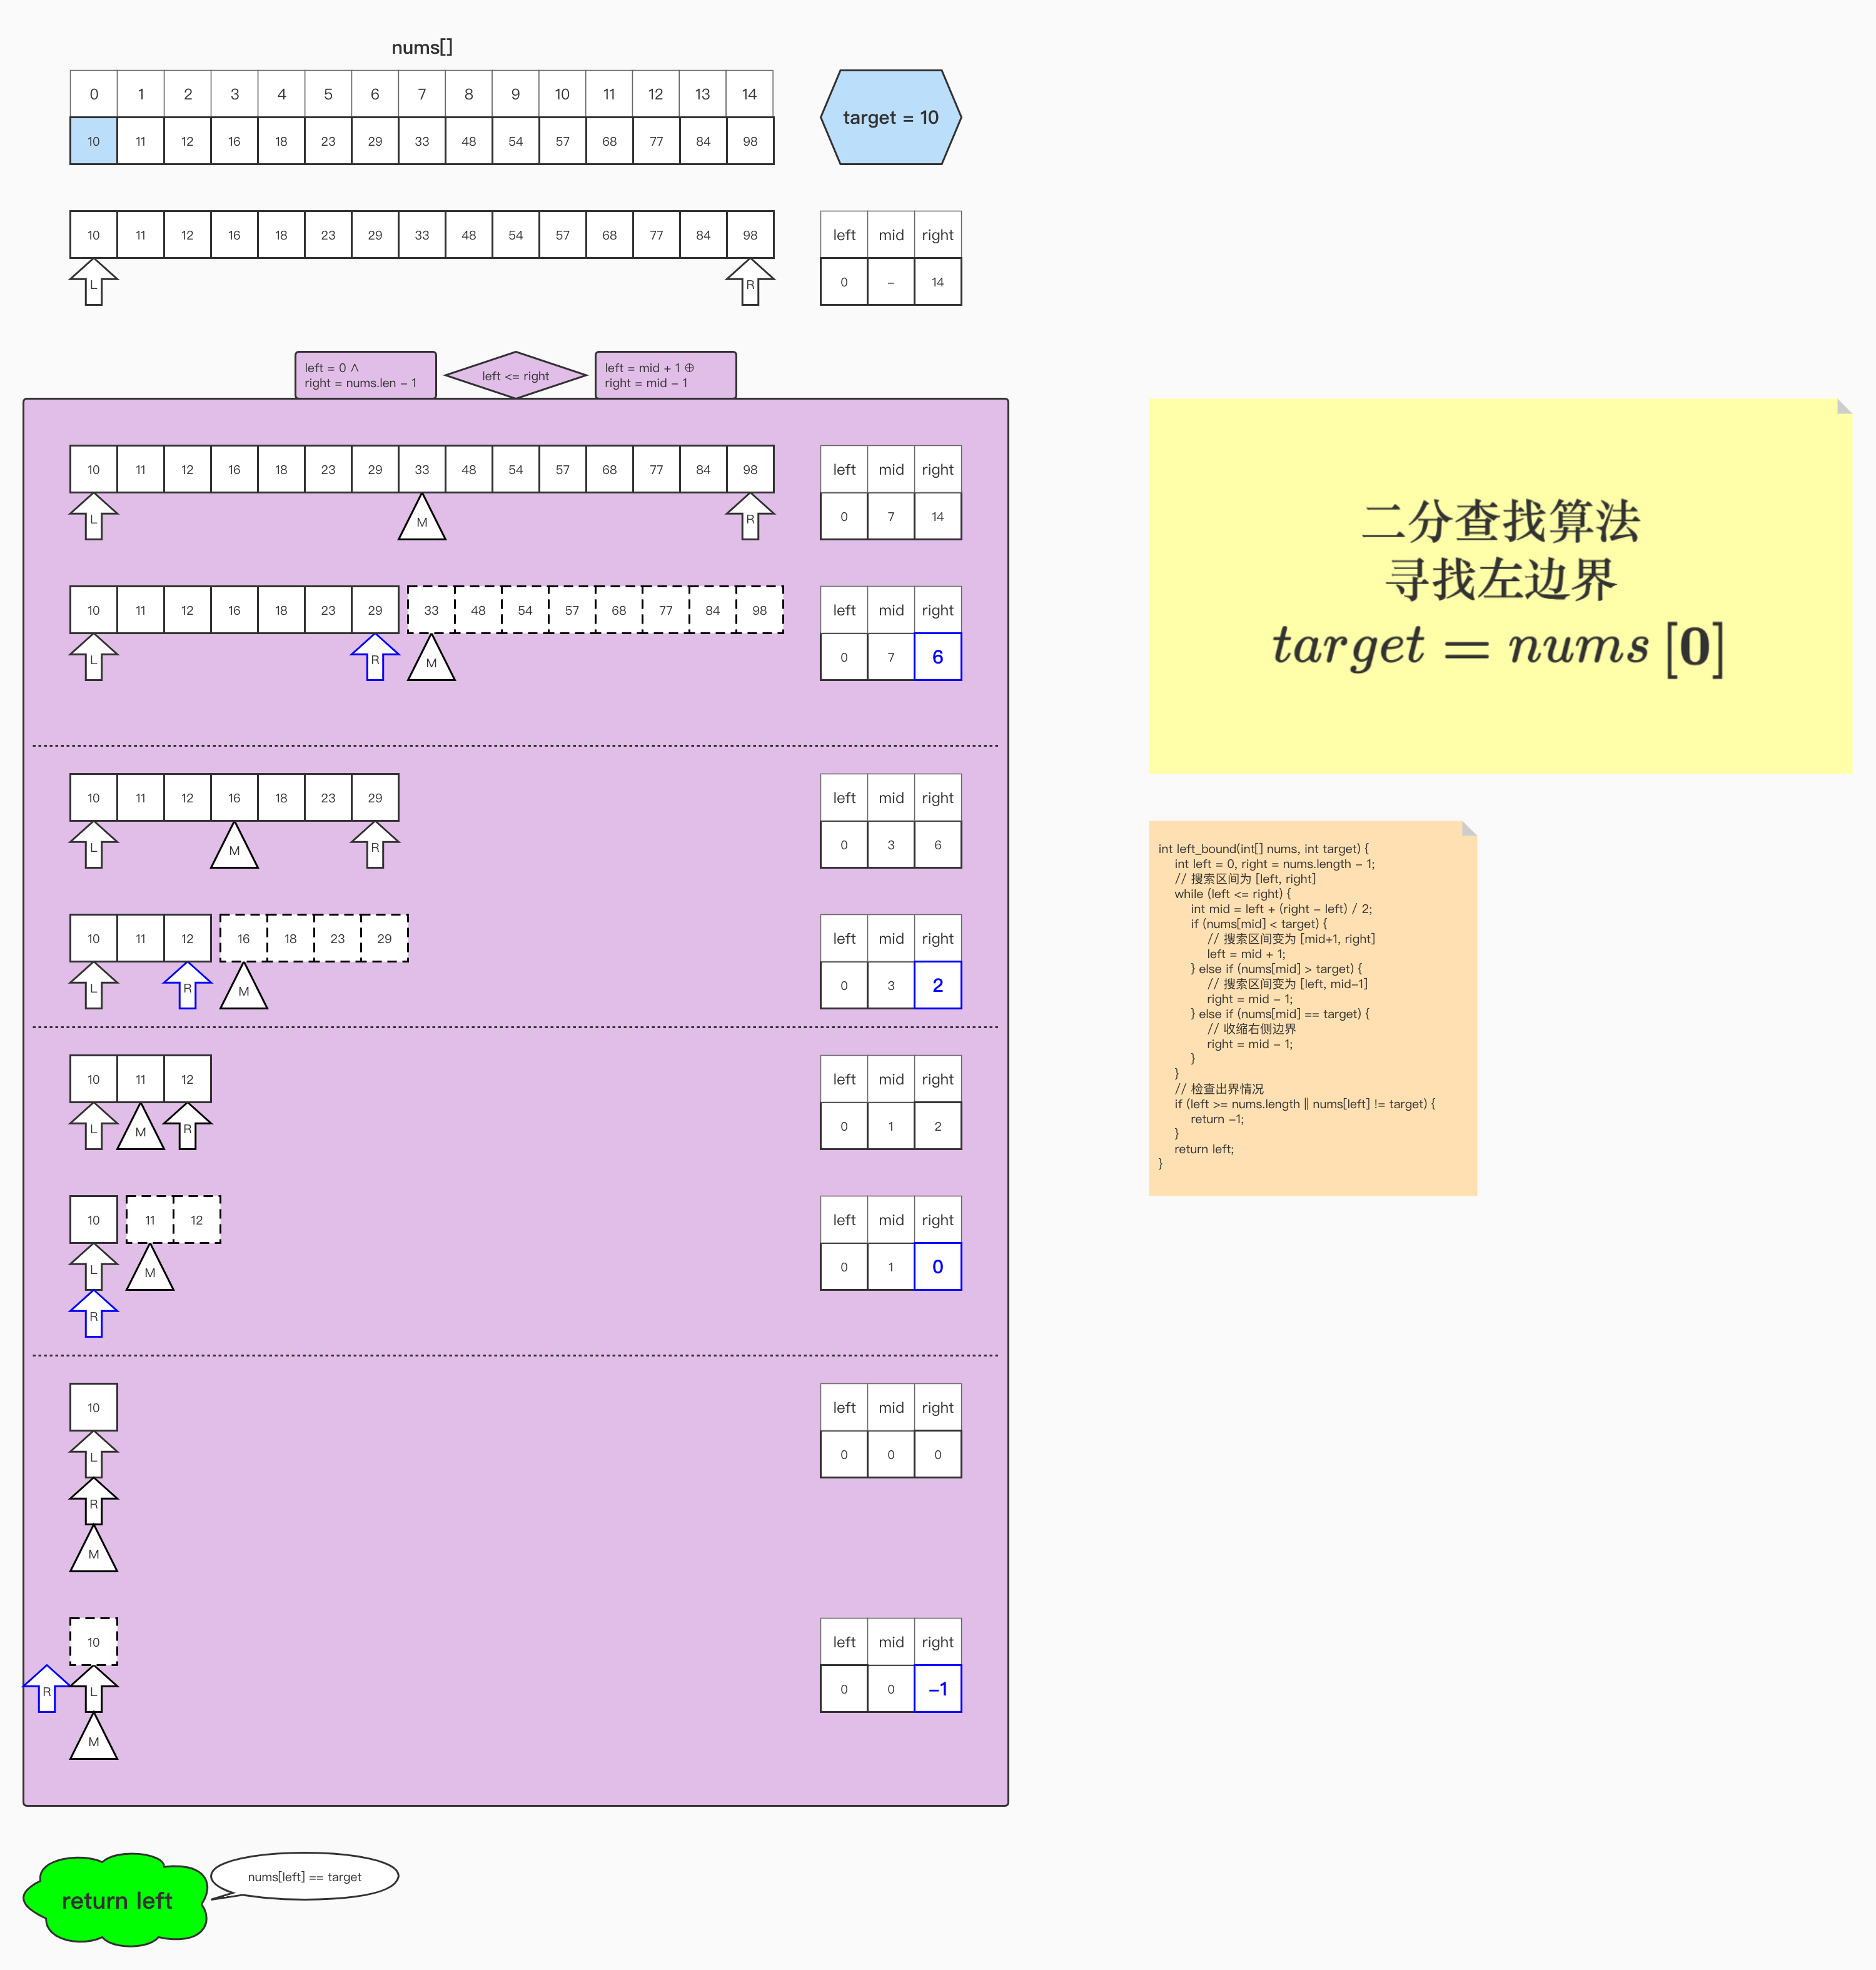 nums[]
0 1 2 3 4 5 6 7 8 9 10 11 12 13 14
10 11 12 16 18 23 29 33 48 54 57 68 77 84 98
target = 10
10 11 12 16 18 23 29 33 48 54 57 68 77 84 98
L R
left mid right
0 – 14
left = 0 ∧
right = nums.len – 1
left <= right
left = mid + 1 ⊕
right = mid – 1
10 11 12 16 18 23 29 33 48 54 57 68 77 84 98
L M R
left mid right
0 7 14
10 11 12 16 18 23 29 33 48 54 57 68 77 84 98
L R M
left mid right
0 7 6
10 11 12 16 18 23 29
L M R
left mid right
0 3 6
10 11 12 16 18 23 29
L R M
left mid right
0 3 2
10 11 12
L M R
left mid right
0 1 2
10 11 12
L M
R
left mid right
0 1 0
10
L
R
M
left mid right
0 0 0
10
R L
M
left mid right
0 0 –1
return left
nums[left] == target
二分查找算法
寻找左边界
target = nums [0]
int left_bound(int[] nums, int target) {
int left = 0, right = nums.length – 1;
// 搜索区间为 [left, right]
while (left <= right) {
int mid = left + (right – left) / 2;
if (nums[mid] < target) {
// 搜索区间变为 [mid+1, right]
left = mid + 1;
} else if (nums[mid] > target) {
// 搜索区间变为 [left, mid–1]
right = mid – 1;
} else if (nums[mid] == target) {
// 收缩右侧边界
right = mid – 1;
}
}
// 检查出界情况
if (left >= nums.length || nums[left] != target) {
return –1;
}
return left;
}